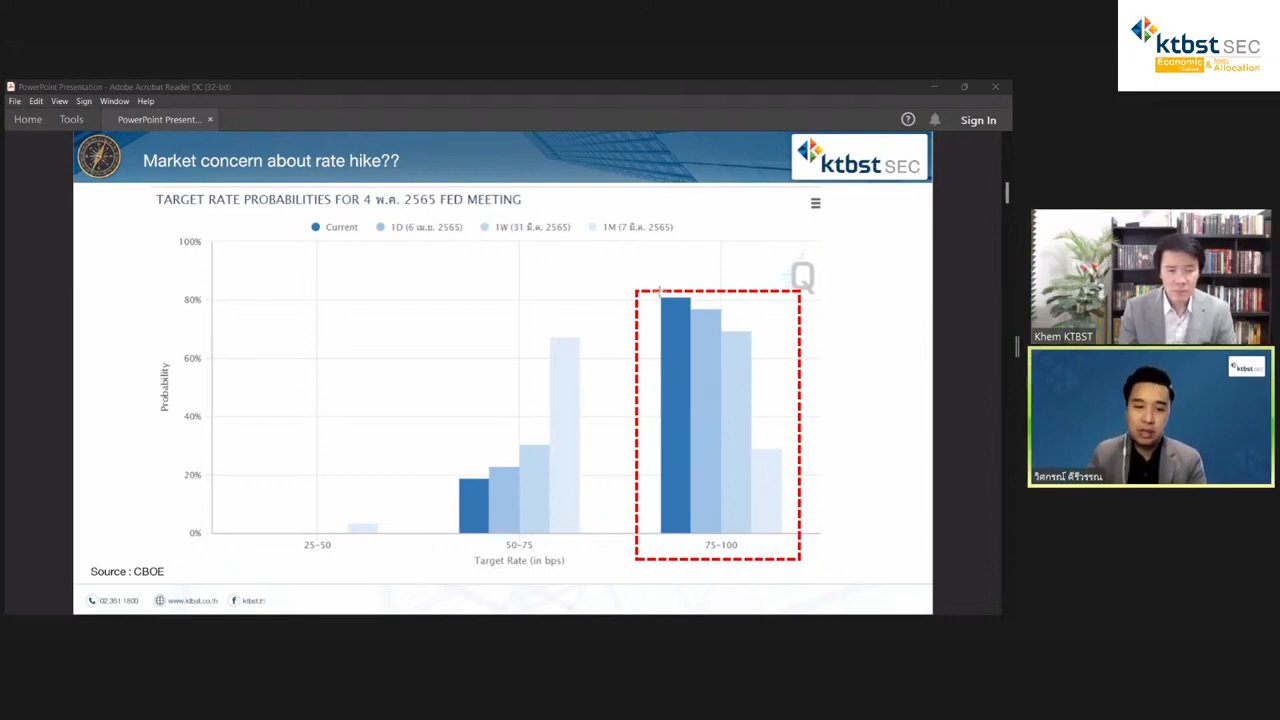 ktbst SEC
Economic & Allocation
PowerPoint Presentation - Adobe Acrobat Reader DC (32-bit)
File Edit View Sign Window Help
Home Tools PowerPoint Present... × ? Sign In
Market concern about rate hike??
ktbst SEC
TARGET RATE PROBABILITIES FOR 4 พ.ค. 2565 FED MEETING
Current 1D (6 เม.ย. 2565) 1W (31 มี.ค. 2565) 1M (7 มี.ค. 2565)
100%
80%
60%
40%
20%
0%
Probability
Q
25-50 50-75 75-100
Target Rate (in bps)
Source : CBOE
02 351 1800 www.ktbst.co.th ktbst.th
Khem KTBST
ktbst
วิศกรณ์ คีรีวรรณ